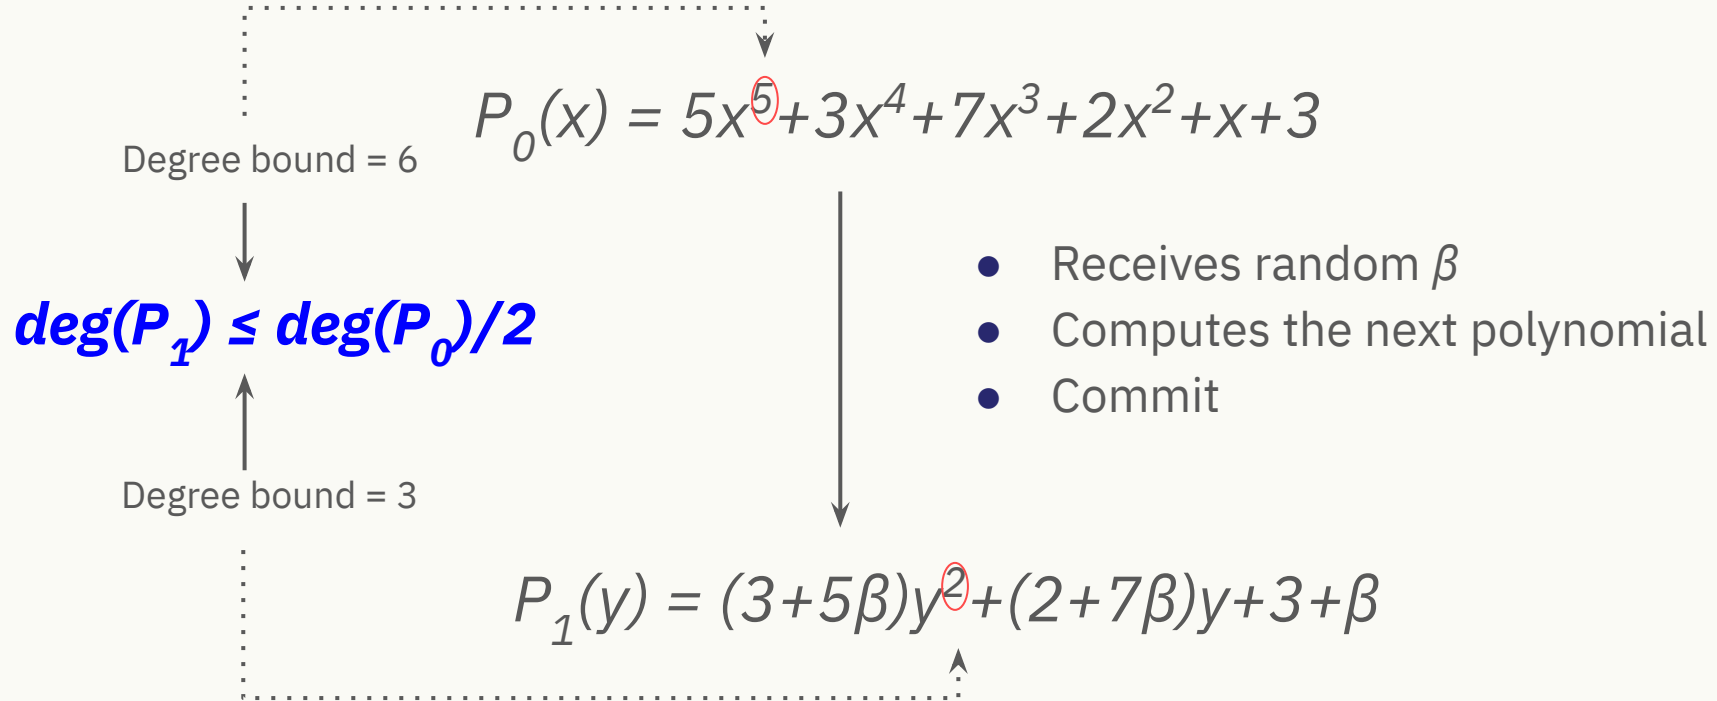 P₀(x) = 5x⁵+3x⁴+7x³+2x²+x+3
Degree bound = 6
● Receives random β
deg(P₁) ≤ deg(P₀)/2
● Computes the next polynomial
● Commit
Degree bound = 3
P₁(y) = (3+5β)y²+(2+7β)y+3+β